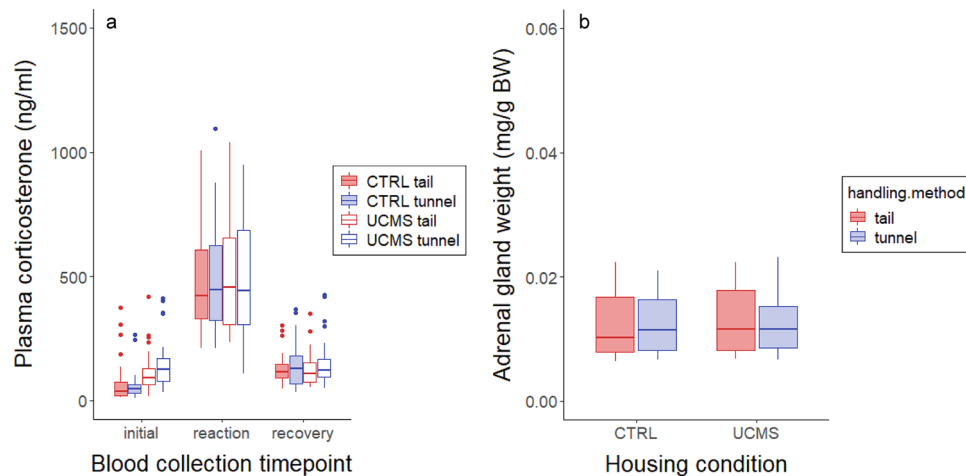 a
Plasma corticosterone (ng/ml)
1500
1000
500
0
initial reaction recovery
Blood collection timepoint
CTRL tail
CTRL tunnel
UCMS tail
UCMS tunnel
b
Adrenal gland weight (mg/g BW)
0.06
0.04
0.02
0.00
CTRL UCMS
Housing condition
handling.method
tail
tunnel